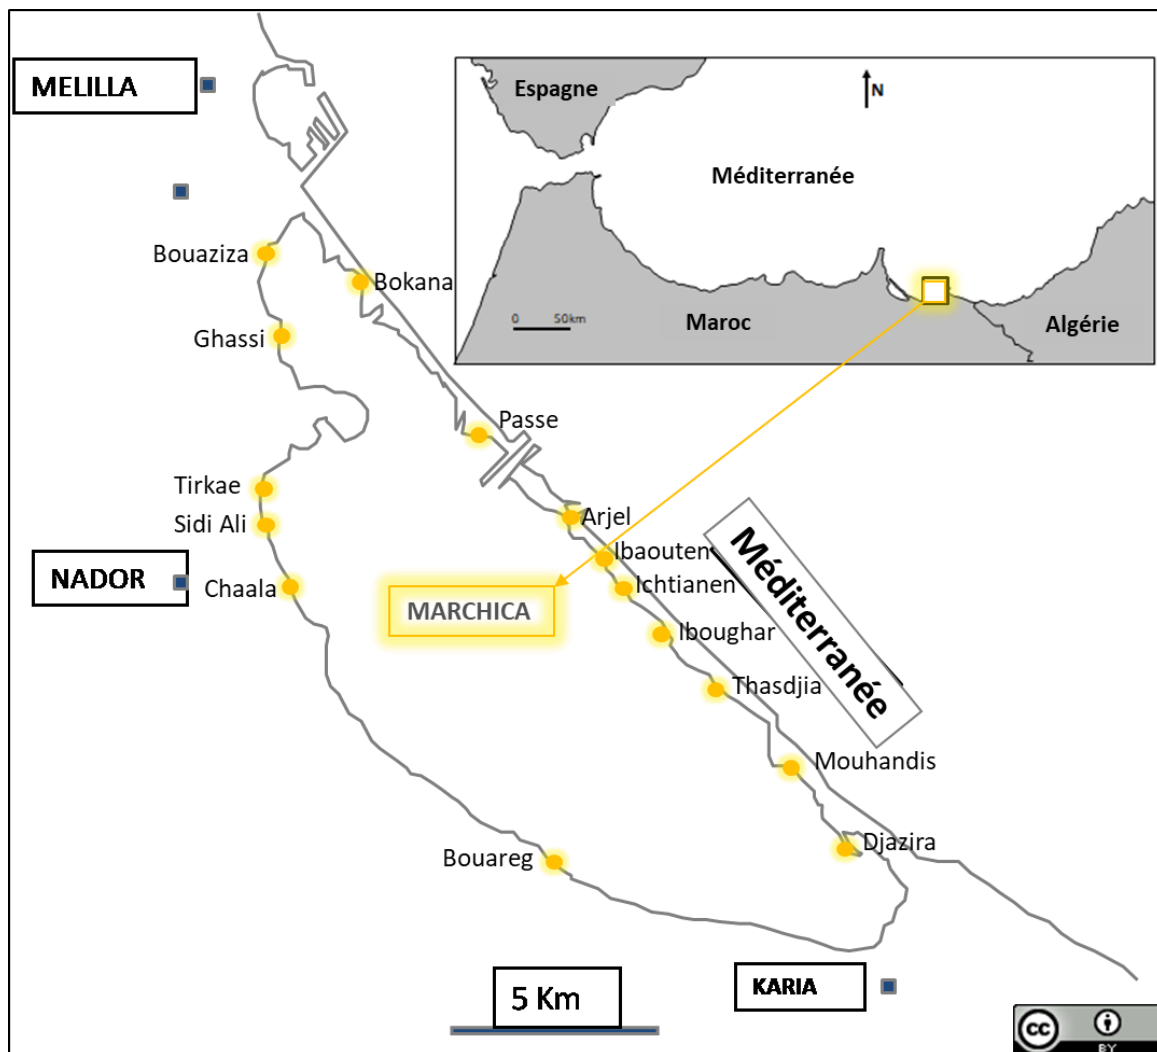 MELILLA
Espagne
N
Méditerranée
Bouaziza
Bokana
Ghassi
0 50km
Maroc
Algérie
Passe
Tirkae
Sidi Ali
Arjel
NADOR
Chaala
Ibaouten
Ichtianen
MARCHICA
Iboughar
Méditerranée
Thasdjia
Mouhandis
Djazira
Bouareg
5 Km
KARIA
cc
BY